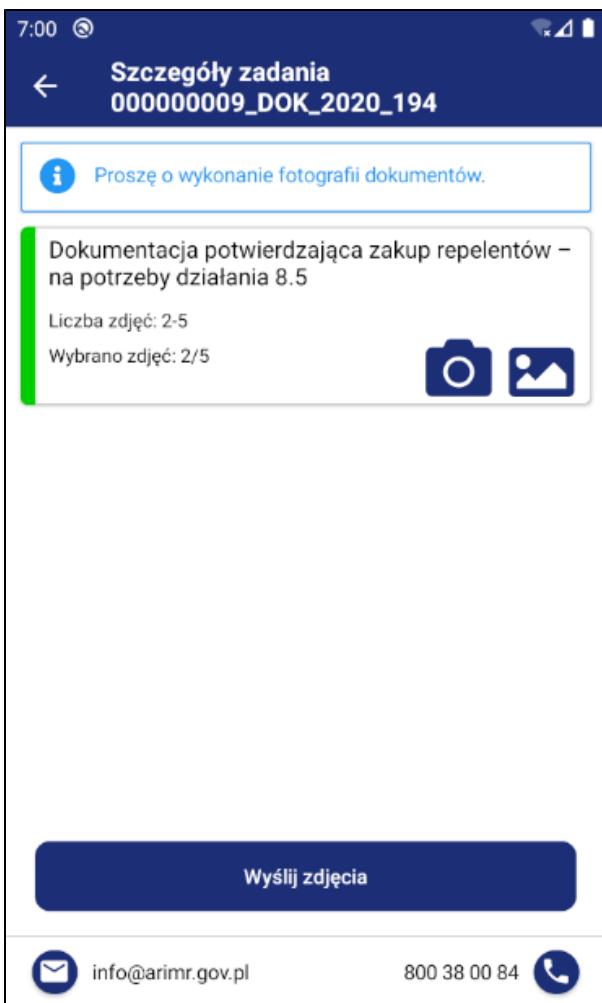 7:00
Szczegóły zadania
000000009_DOK_2020_194
Proszę o wykonanie fotografii dokumentów.
Dokumentacja potwierdzająca zakup repelentów –
na potrzeby działania 8.5
Liczba zdjęć: 2-5
Wybrano zdjęć: 2/5
Wyślij zdjęcia
info@arimr.gov.pl 800 38 00 84